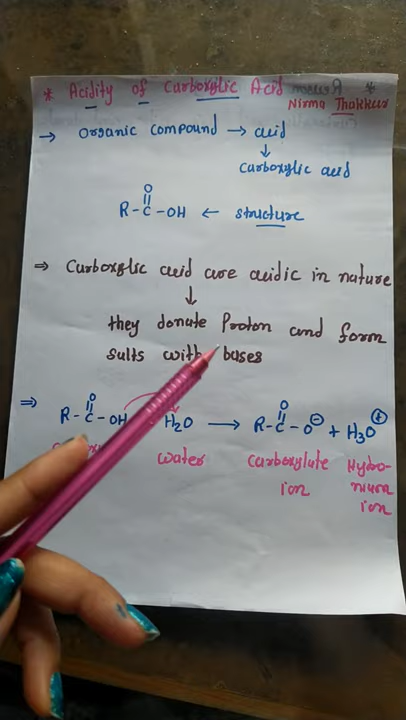 * Acidity of Carboxylic Acid
Nirma Thakkur
→ Organic compound → acid
↓
Carboxylic acid
O
||
R-C-OH ← structure
⇒ Carboxylic acid are acidic in nature
↓
they donate Proton and form
salts with bases
⇒ R-C-OH H₂O → R-C-O⊖ + H₃O⊕
water Carboxylate Hydro-
ion nium
ion